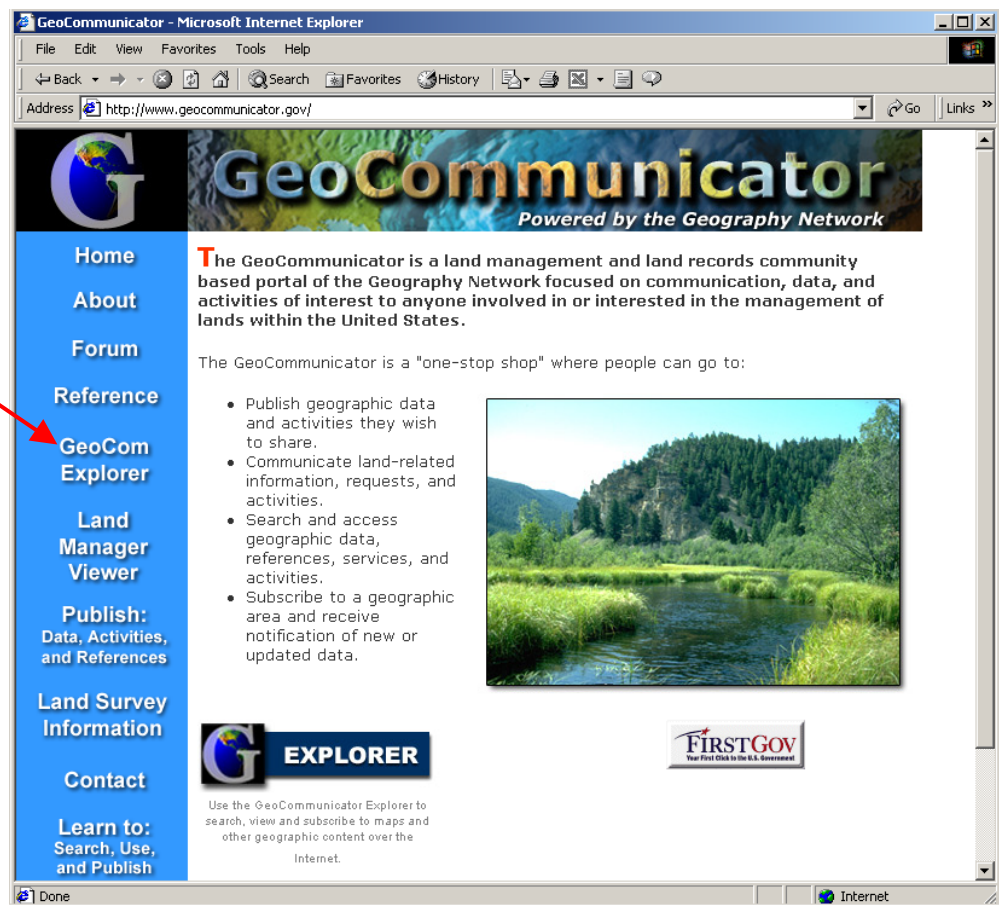 GeoCommunicator - Microsoft Internet Explorer
File Edit View Favorites Tools Help
Back Search Favorites History
Address http://www.geocommunicator.gov/ Go Links »
G GeoCommunicator
Powered by the Geography Network
Home
About
Forum
Reference
GeoCom
Explorer
Land
Manager
Viewer
Publish:
Data, Activities,
and References
Land Survey
Information
Contact
Learn to:
Search, Use,
and Publish
The GeoCommunicator is a land management and land records community
based portal of the Geography Network focused on communication, data, and
activities of interest to anyone involved in or interested in the management of
lands within the United States.
The GeoCommunicator is a "one-stop shop" where people can go to:
• Publish geographic data
and activities they wish
to share.
• Communicate land-related
information, requests, and
activities.
• Search and access
geographic data,
references, services, and
activities.
• Subscribe to a geographic
area and receive
notification of new or
updated data.
G EXPLORER
Use the GeoCommunicator Explorer to
search, view and subscribe to maps and
other geographic content over the
Internet.
FIRSTGOV
Your First Click to the U.S. Government
Done Internet